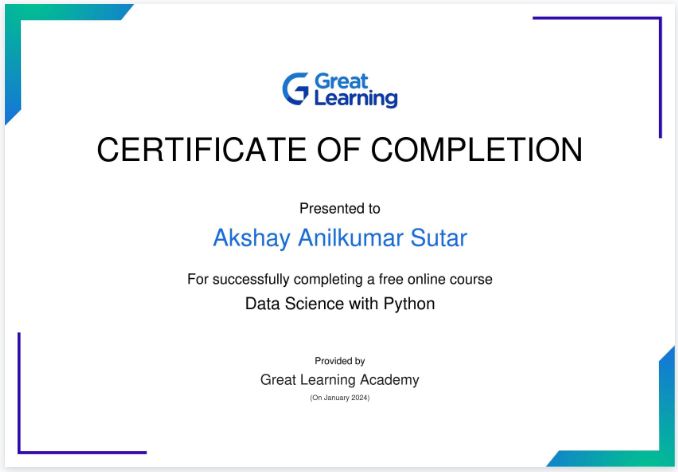 Great
Learning
CERTIFICATE OF COMPLETION
Presented to
Akshay Anilkumar Sutar
For successfully completing a free online course
Data Science with Python
Provided by
Great Learning Academy
(On January 2024)